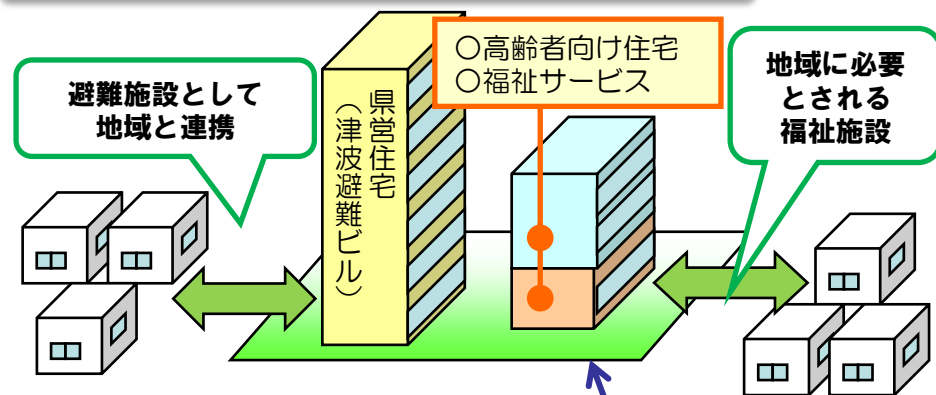 避難施設として
地域と連携
県営住宅
（津波避難ビル）
○高齢者向け住宅
○福祉サービス
地域に必要
とされる
福祉施設